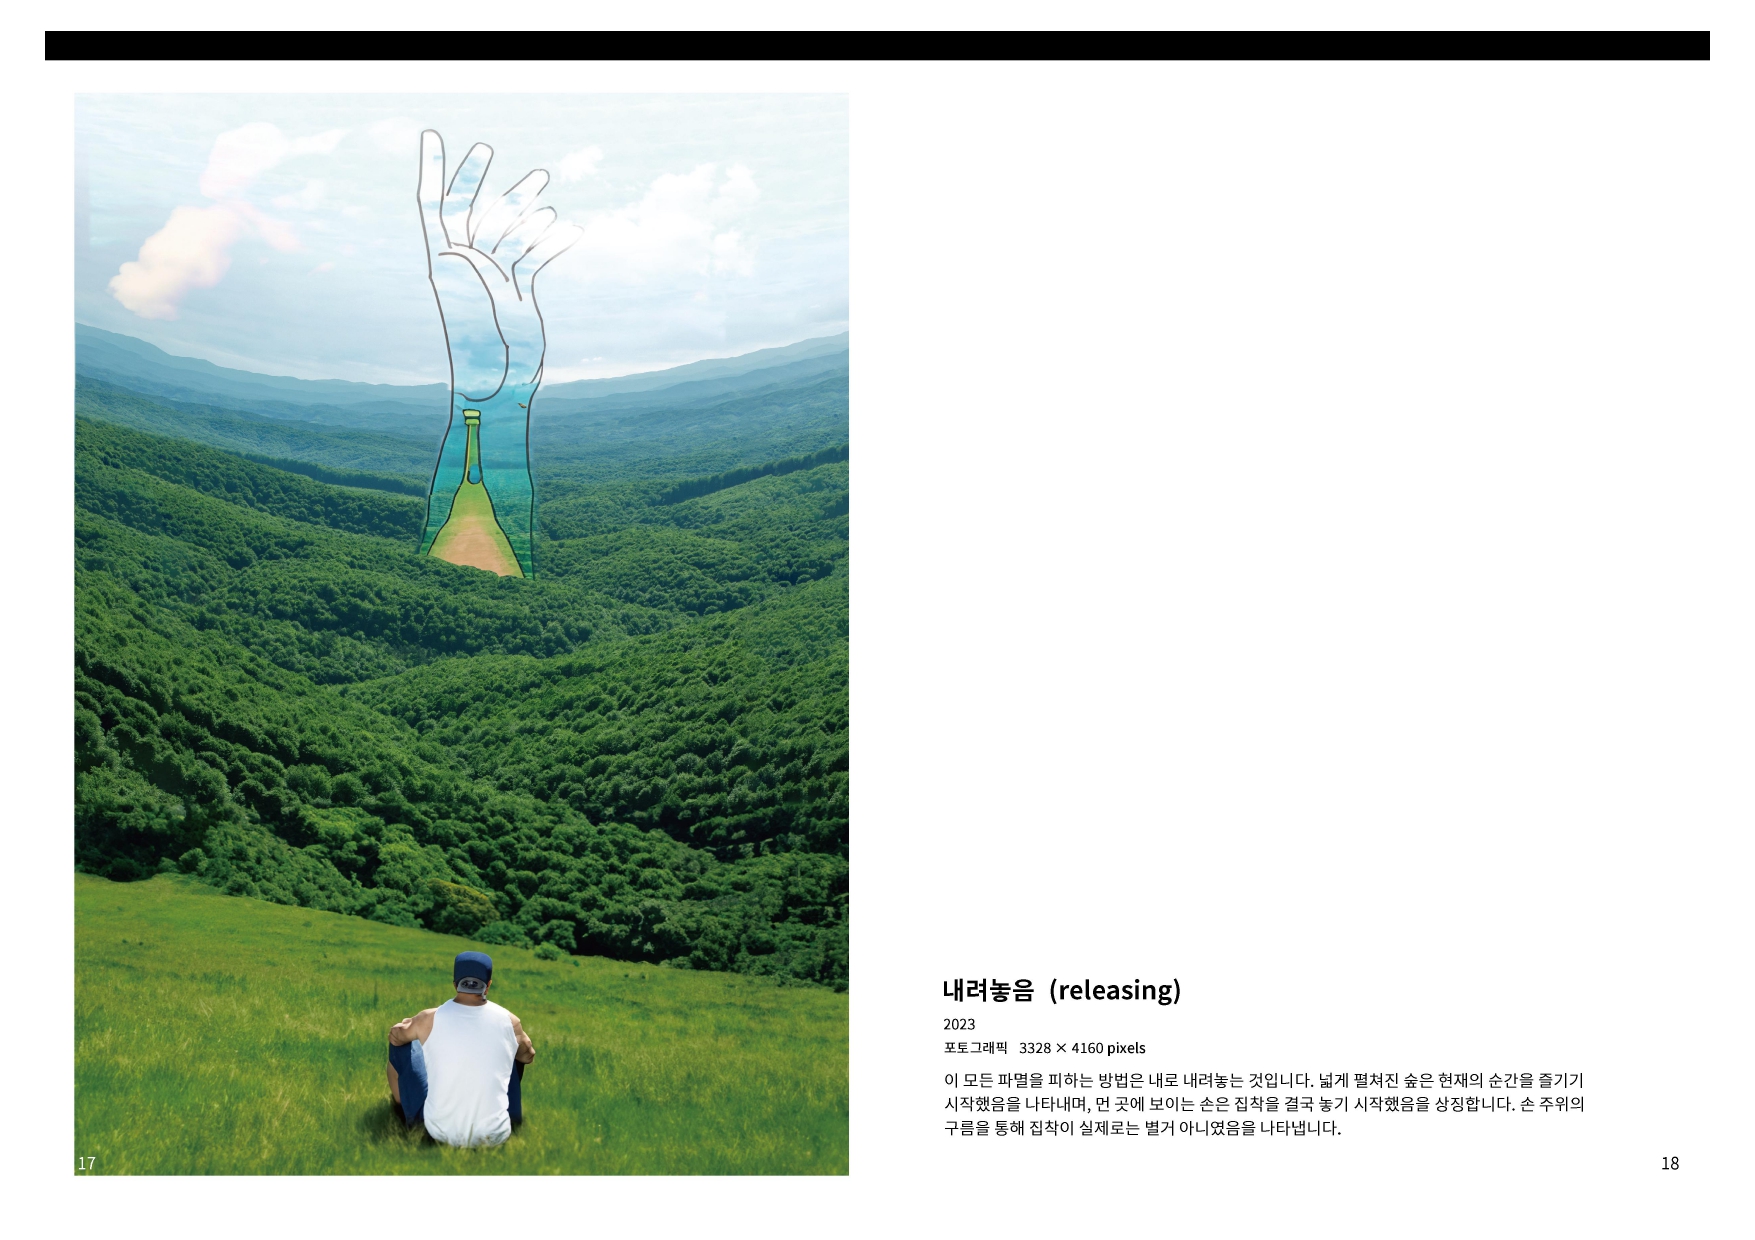 내려놓음 (releasing)
2023
포토그래픽 3328 × 4160 pixels
이 모든 파멸을 피하는 방법은 내로 내려놓는 것입니다. 넓게 펼쳐진 숲은 현재의 순간을 즐기기
시작했음을 나타내며, 먼 곳에 보이는 손은 집착을 결국 놓기 시작했음을 상징합니다. 손 주위의
구름을 통해 집착이 실제로는 별거 아니였음을 나타냅니다.
17
18